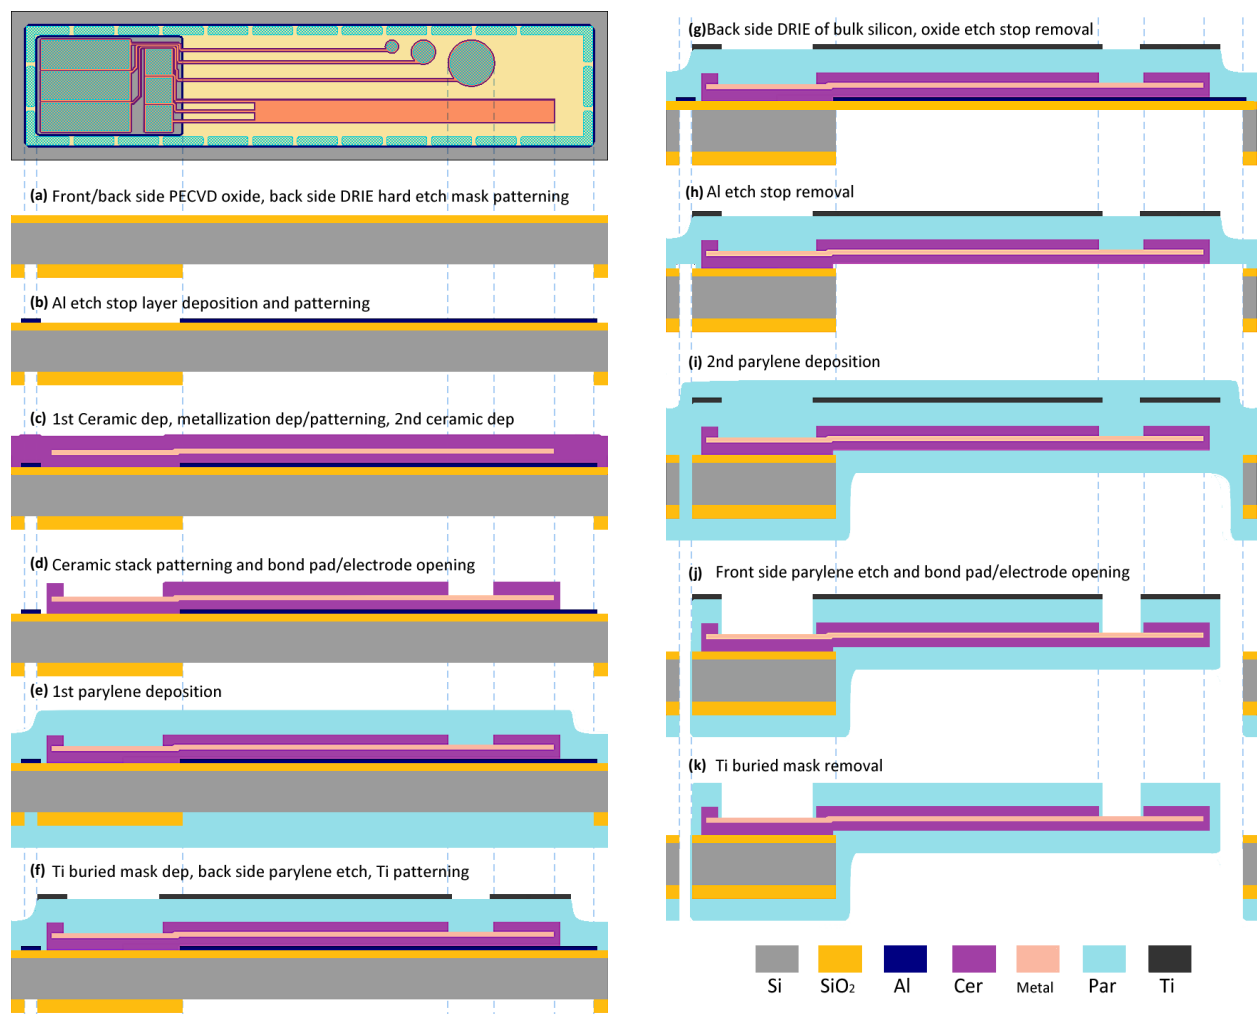 (a) Front/back side PECVD oxide, back side DRIE hard etch mask patterning
(b) Al etch stop layer deposition and patterning
(c) 1st Ceramic dep, metallization dep/patterning, 2nd ceramic dep
(d) Ceramic stack patterning and bond pad/electrode opening
(e) 1st parylene deposition
(f) Ti buried mask dep, back side parylene etch, Ti patterning
(g)Back side DRIE of bulk silicon, oxide etch stop removal
(h) Al etch stop removal
(i) 2nd parylene deposition
(j) Front side parylene etch and bond pad/electrode opening
(k) Ti buried mask removal
Si SiO₂ Al Cer Metal Par Ti